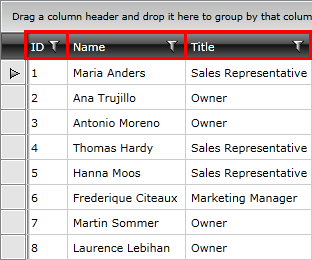 Drag a column header and drop it here to group by that colum
ID Name Title
1 Maria Anders Sales Representative
2 Ana Trujillo Owner
3 Antonio Moreno Owner
4 Thomas Hardy Sales Representative
5 Hanna Moos Sales Representative
6 Frederique Citeaux Marketing Manager
7 Martin Sommer Owner
8 Laurence Lebihan Owner